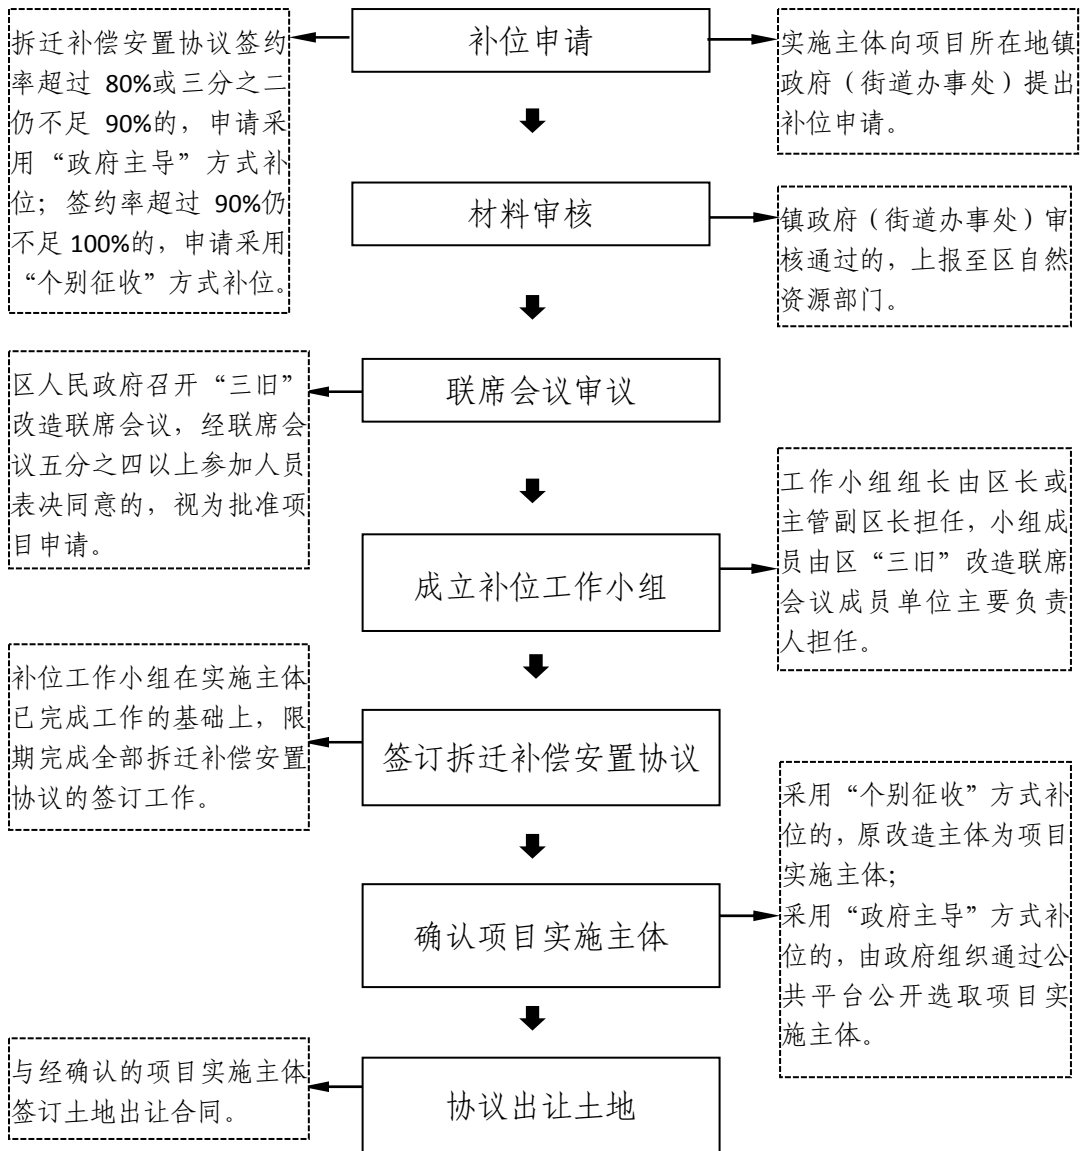 补位申请
拆迁补偿安置协议签约
率超过 80%或三分之二
仍不足 90%的，申请采
用“政府主导”方式补
位；签约率超过 90%仍
不足 100%的，申请采用
“个别征收”方式补位。
实施主体向项目所在地镇
政府（街道办事处）提出
补位申请。
材料审核
镇政府（街道办事处）审
核通过的，上报至区自然
资源部门。
联席会议审议
区人民政府召开“三旧”
改造联席会议，经联席会
议五分之四以上参加人员
表决同意的，视为批准项
目申请。
成立补位工作小组
工作小组组长由区长或
主管副区长担任，小组成
员由区“三旧”改造联席
会议成员单位主要负责
人担任。
签订拆迁补偿安置协议
补位工作小组在实施主体
已完成工作的基础上，限
期完成全部拆迁补偿安置
协议的签订工作。
确认项目实施主体
采用“个别征收”方式补
位的，原改造主体为项目
实施主体；
采用“政府主导”方式补
位的，由政府组织通过公
共平台公开选取项目实
施主体。
协议出让土地
与经确认的项目实施主体
签订土地出让合同。